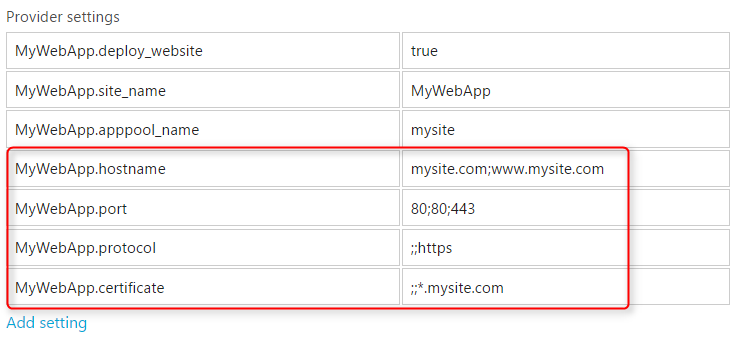 Provider settings
MyWebApp.deploy_website true
MyWebApp.site_name MyWebApp
MyWebApp.apppool_name mysite
MyWebApp.hostname mysite.com;www.mysite.com
MyWebApp.port 80;80;443
MyWebApp.protocol ;;https
MyWebApp.certificate ;;*.mysite.com
Add setting